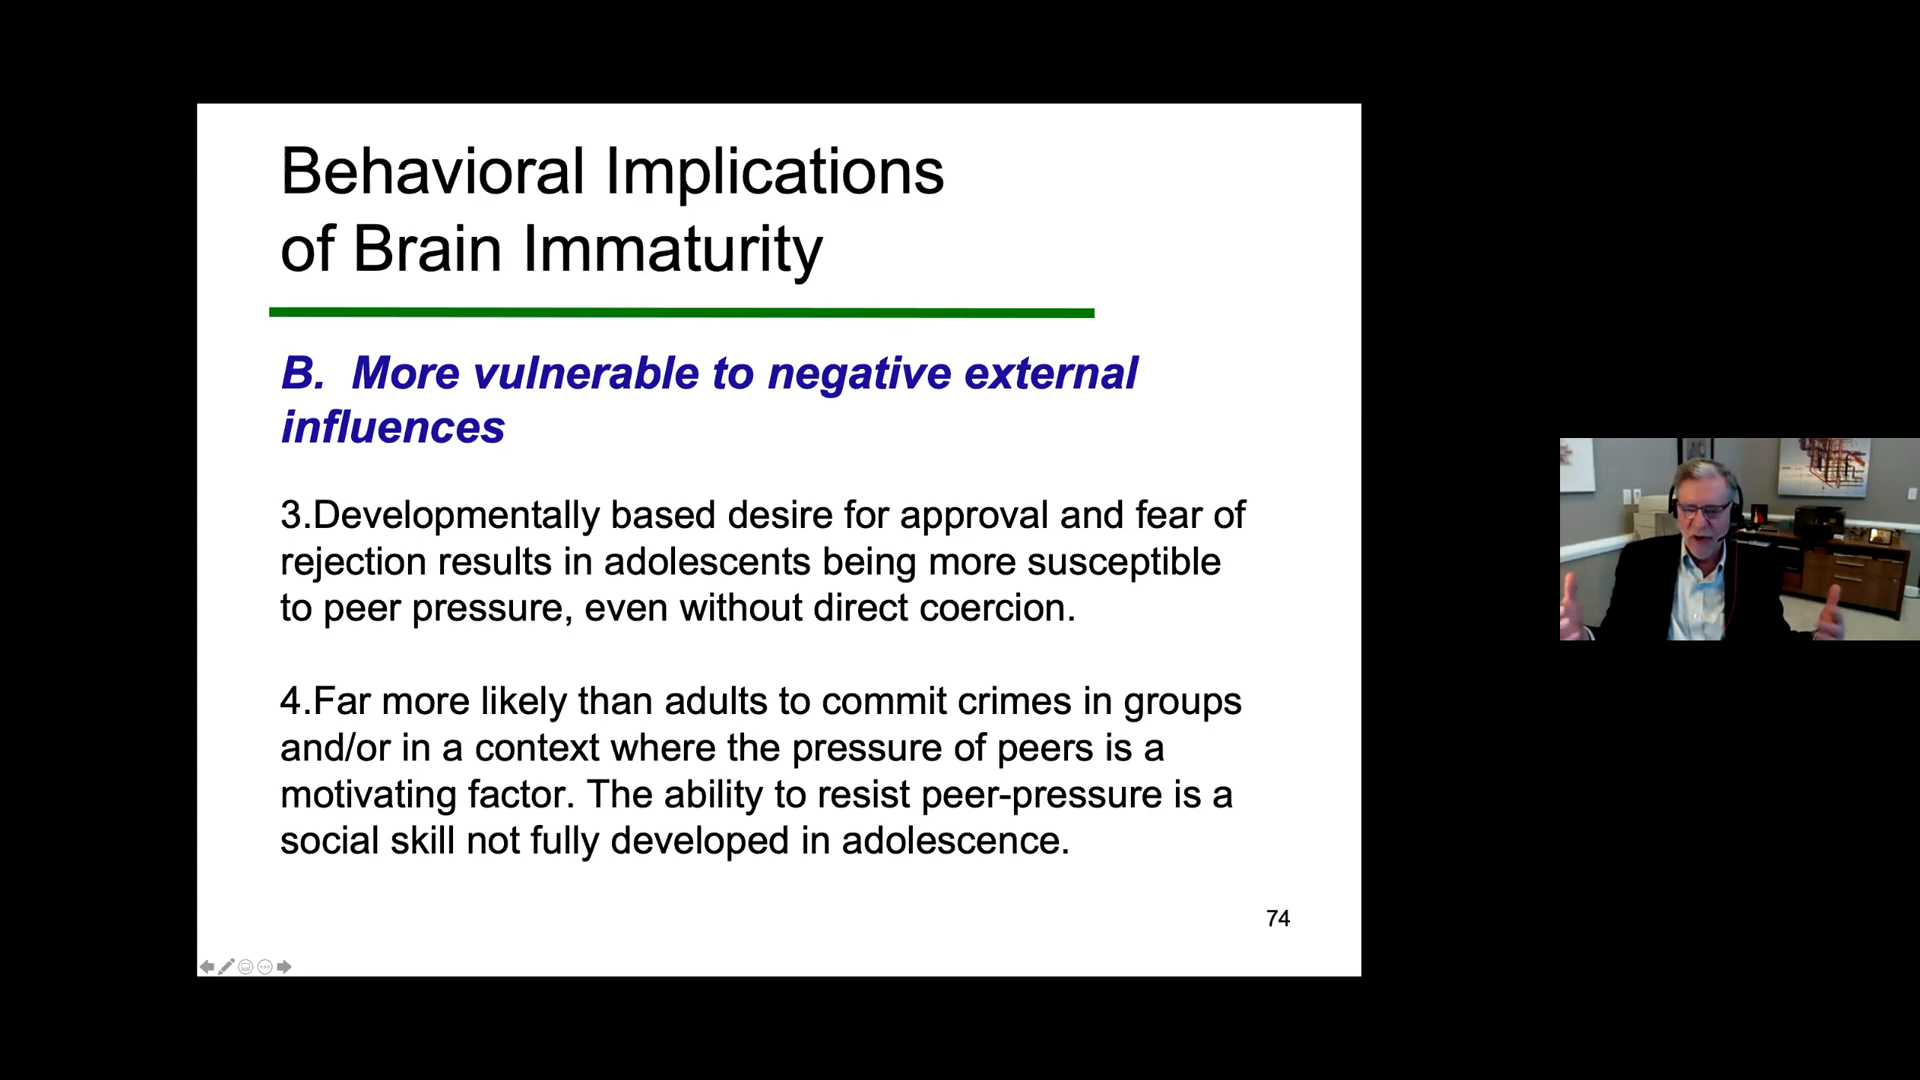 Behavioral Implications
of Brain Immaturity
B. More vulnerable to negative external
influences
3.Developmentally based desire for approval and fear of
rejection results in adolescents being more susceptible
to peer pressure, even without direct coercion.
4.Far more likely than adults to commit crimes in groups
and/or in a context where the pressure of peers is a
motivating factor. The ability to resist peer-pressure is a
social skill not fully developed in adolescence.
74